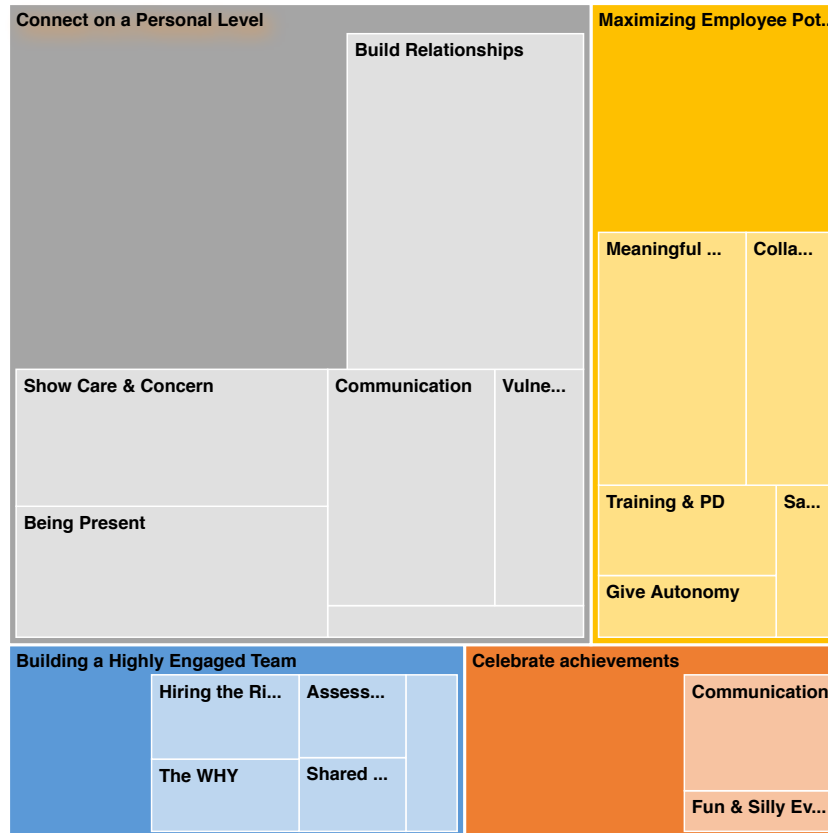 Connect on a Personal Level
Build Relationships
Show Care & Concern
Communication
Vulne...
Being Present
Maximizing Employee Pot...
Meaningful ...
Colla...
Training & PD
Sa...
Give Autonomy
Building a Highly Engaged Team
Hiring the Ri...
Assess...
The WHY
Shared ...
Celebrate achievements
Communication
Fun & Silly Ev...